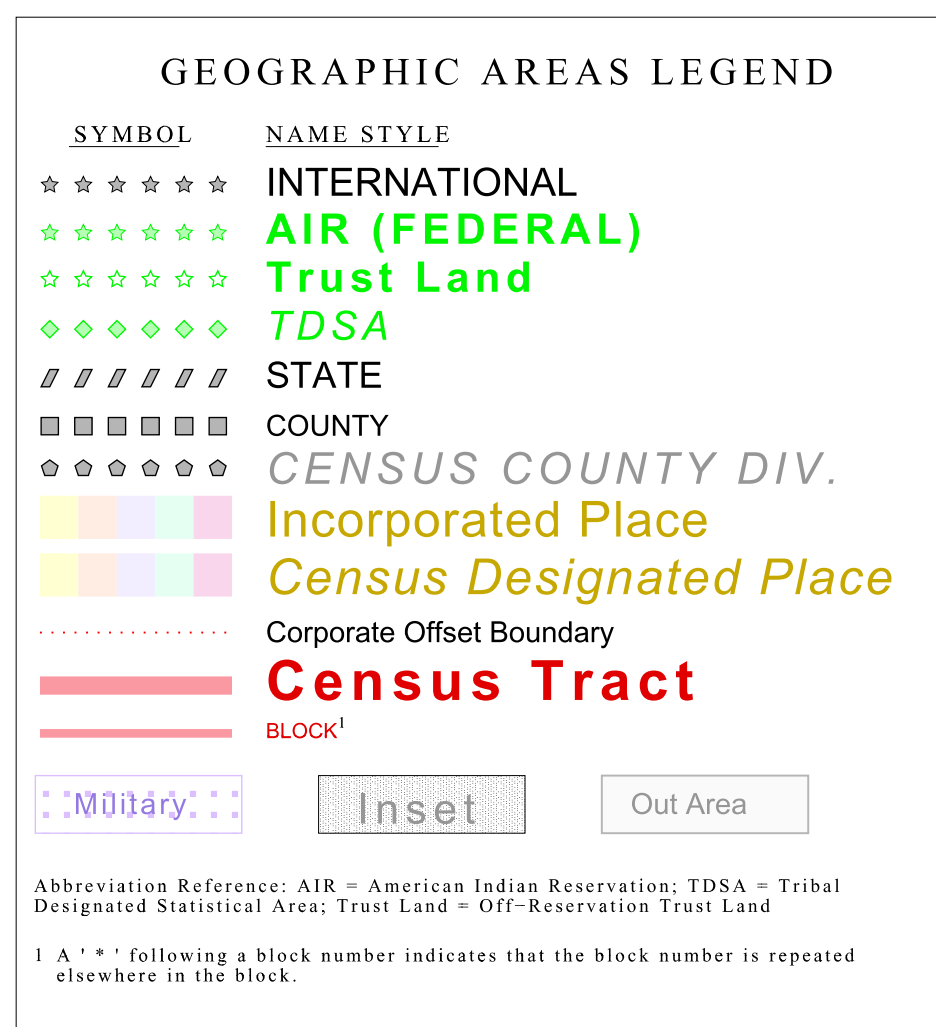 GEOGRAPHIC AREAS LEGEND
SYMBOL NAME STYLE
INTERNATIONAL
AIR (FEDERAL)
Trust Land
TDSA
STATE
COUNTY
CENSUS COUNTY DIV.
Incorporated Place
Census Designated Place
Corporate Offset Boundary
Census Tract
BLOCK¹
Military Inset Out Area
Abbreviation Reference: AIR = American Indian Reservation; TDSA = Tribal
Designated Statistical Area; Trust Land = Off−Reservation Trust Land
1 A ' * ' following a block number indicates that the block number is repeated
elsewhere in the block.